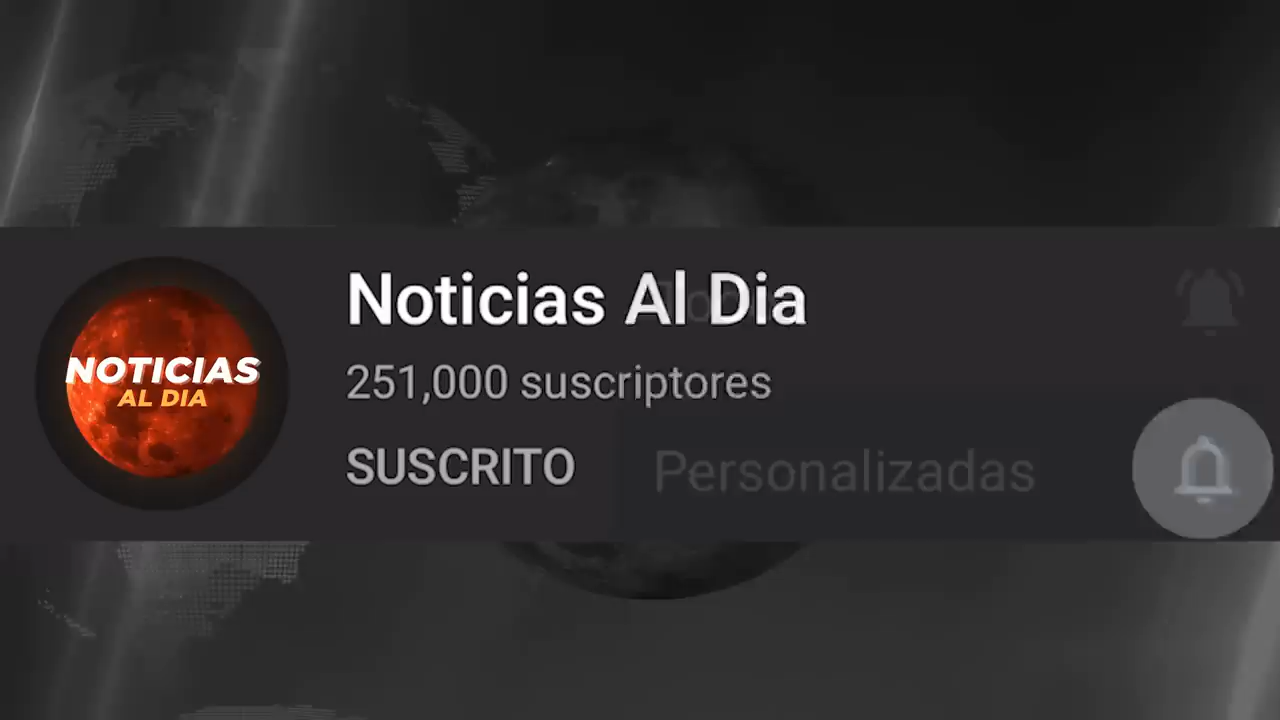 NOTICIAS
AL DIA
Noticias Al Dia
251,000 suscriptores
SUSCRITO
Personalizadas